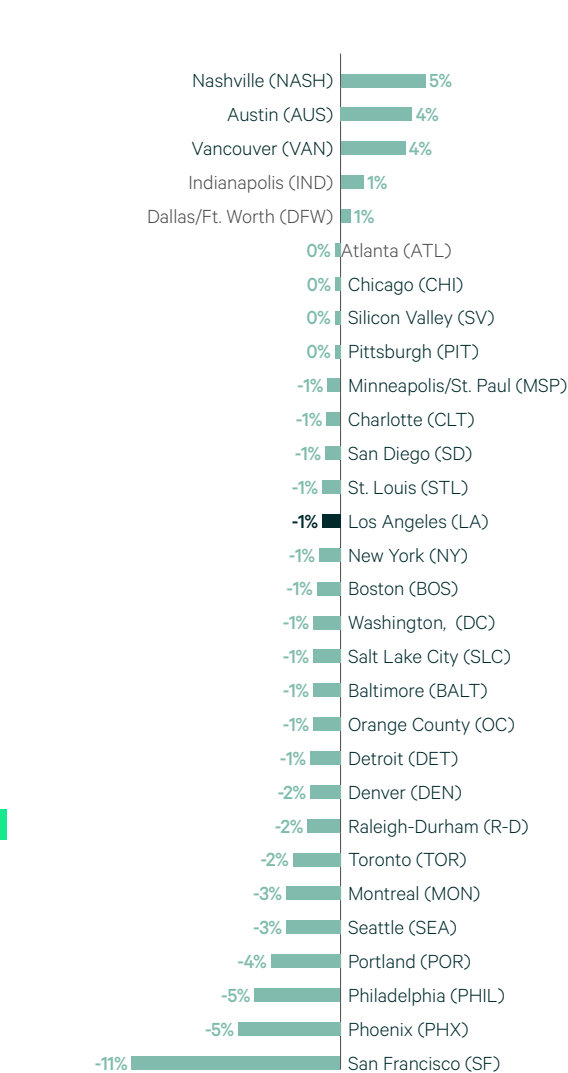 Nashville (NASH) 5%
Austin (AUS) 4%
Vancouver (VAN) 4%
Indianapolis (IND) 1%
Dallas/Ft. Worth (DFW) 1%
0% Atlanta (ATL)
0% Chicago (CHI)
0% Silicon Valley (SV)
0% Pittsburgh (PIT)
-1% Minneapolis/St. Paul (MSP)
-1% Charlotte (CLT)
-1% San Diego (SD)
-1% St. Louis (STL)
-1% Los Angeles (LA)
-1% New York (NY)
-1% Boston (BOS)
-1% Washington,  (DC)
-1% Salt Lake City (SLC)
-1% Baltimore (BALT)
-1% Orange County (OC)
-1% Detroit (DET)
-2% Denver (DEN)
-2% Raleigh-Durham (R-D)
-2% Toronto (TOR)
-3% Montreal (MON)
-3% Seattle (SEA)
-4% Portland (POR)
-5% Philadelphia (PHIL)
-5% Phoenix (PHX)
-11% San Francisco (SF)